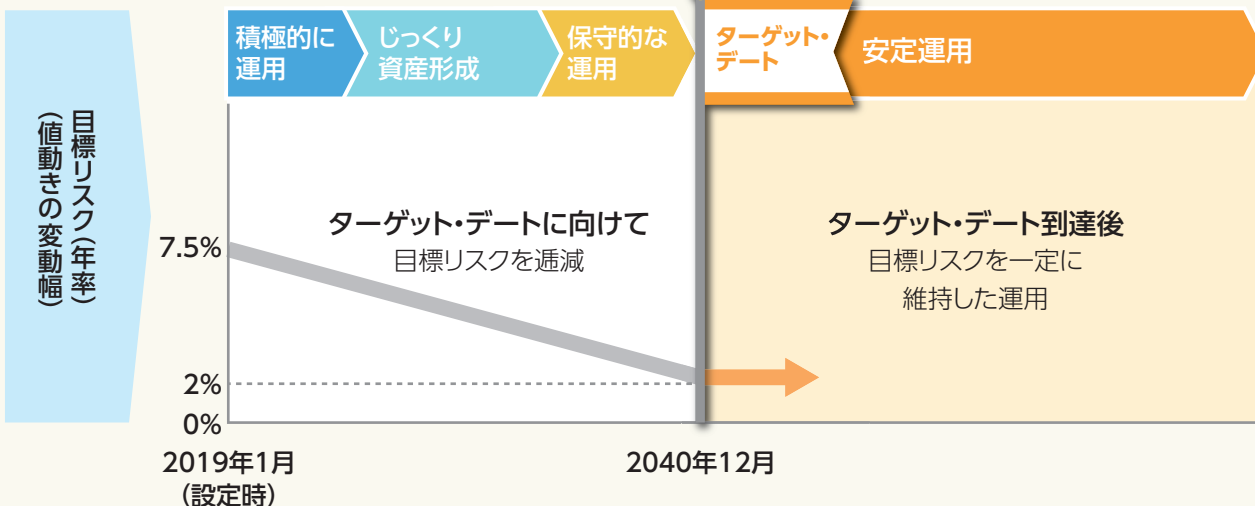 積極的に
運用
じっくり
資産形成
保守的な
運用
ターゲット・
デート
安定運用
目標リスク（年率）
（値動きの変動幅）
ターゲット・デートに向けて
目標リスクを逓減
ターゲット・デート到達後
目標リスクを一定に
維持した運用
7.5%
2%
0%
2019年1月
（設定時）
2040年12月